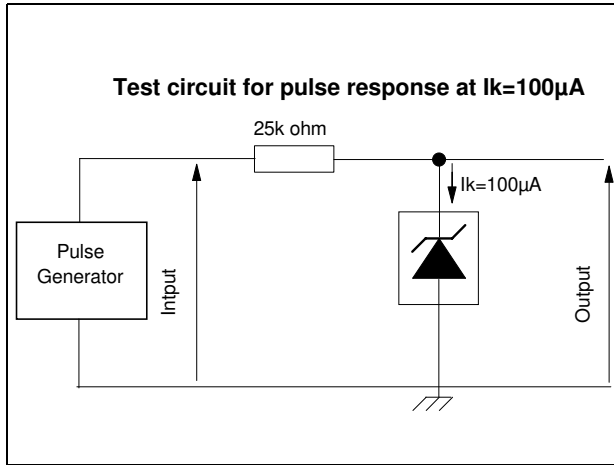 Test circuit for pulse response at Ik=100µA
25k ohm
Ik=100µA
Pulse
Generator
Intput
Output